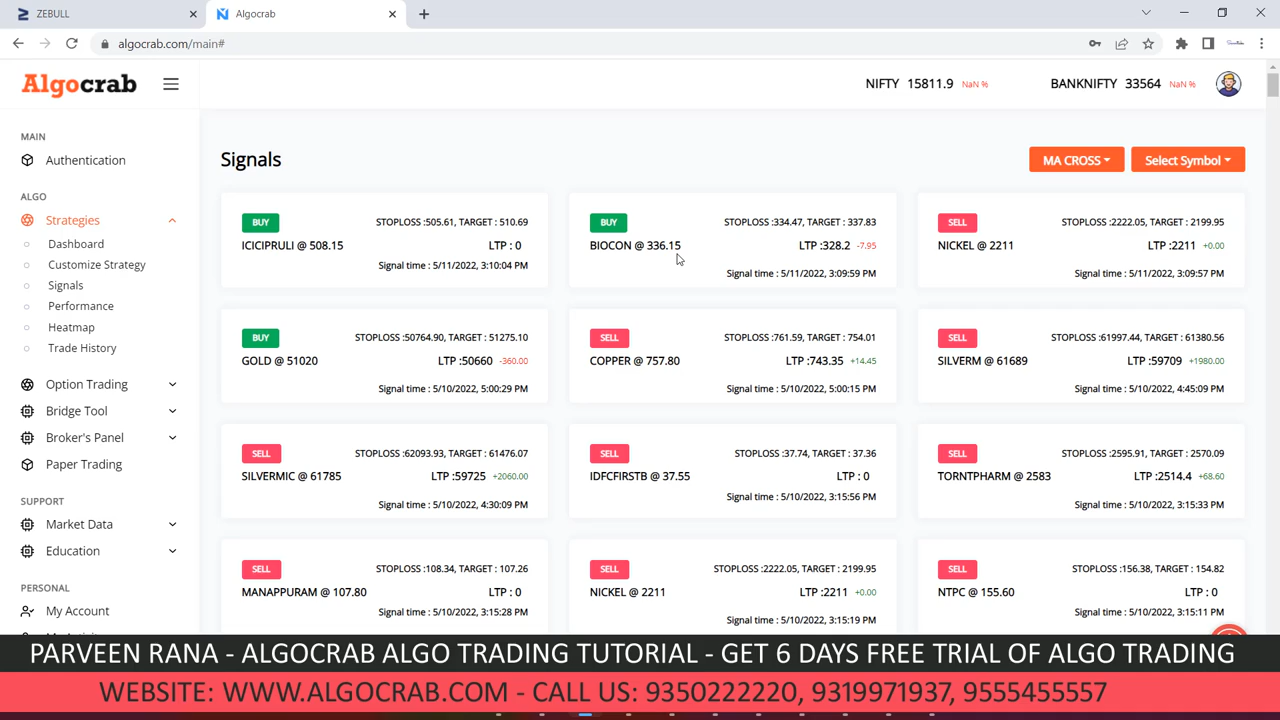 ZEBULL
Algocrab
algocrab.com/main#
Algocrab
NIFTY 15811.9 NaN %
BANKNIFTY 33564 NaN %
MAIN
Authentication
ALGO
Strategies
Dashboard
Customize Strategy
Signals
Performance
Heatmap
Trade History
Option Trading
Bridge Tool
Broker's Panel
Paper Trading
SUPPORT
Market Data
Education
PERSONAL
My Account
Signals
MA CROSS
Select Symbol
BUY
STOPLOSS :505.61, TARGET : 510.69
ICICIPRULI @ 508.15
LTP : 0
Signal time : 5/11/2022, 3:10:04 PM
BUY
STOPLOSS :334.47, TARGET : 337.83
BIOCON @ 336.15
LTP :328.2 -7.95
Signal time : 5/11/2022, 3:09:59 PM
SELL
STOPLOSS :2222.05, TARGET : 2199.95
NICKEL @ 2211
LTP :2211 +0.00
Signal time : 5/11/2022, 3:09:57 PM
BUY
STOPLOSS :50764.90, TARGET : 51275.10
GOLD @ 51020
LTP :50660 -360.00
Signal time : 5/10/2022, 5:00:29 PM
SELL
STOPLOSS :761.59, TARGET : 754.01
COPPER @ 757.80
LTP :743.35 +14.45
Signal time : 5/10/2022, 5:00:15 PM
SELL
STOPLOSS :61997.44, TARGET : 61380.56
SILVERM @ 61689
LTP :59709 +1980.00
Signal time : 5/10/2022, 4:45:09 PM
SELL
STOPLOSS :62093.93, TARGET : 61476.07
SILVERMIC @ 61785
LTP :59725 +2060.00
Signal time : 5/10/2022, 4:30:09 PM
SELL
STOPLOSS :37.74, TARGET : 37.36
IDFCFIRSTB @ 37.55
LTP : 0
Signal time : 5/10/2022, 3:15:56 PM
SELL
STOPLOSS :2595.91, TARGET : 2570.09
TORNTPHARM @ 2583
LTP :2514.4 +68.60
Signal time : 5/10/2022, 3:15:33 PM
SELL
STOPLOSS :108.34, TARGET : 107.26
MANAPPURAM @ 107.80
LTP : 0
Signal time : 5/10/2022, 3:15:28 PM
SELL
STOPLOSS :2222.05, TARGET : 2199.95
NICKEL @ 2211
LTP :2211 +0.00
Signal time : 5/10/2022, 3:15:19 PM
SELL
STOPLOSS :156.38, TARGET : 154.82
NTPC @ 155.60
LTP : 0
Signal time : 5/10/2022, 3:15:11 PM
PARVEEN RANA - ALGOCRAB ALGO TRADING TUTORIAL - GET 6 DAYS FREE TRIAL OF ALGO TRADING
WEBSITE: WWW.ALGOCRAB.COM - CALL US: 9350222220, 9319971937, 9555455557